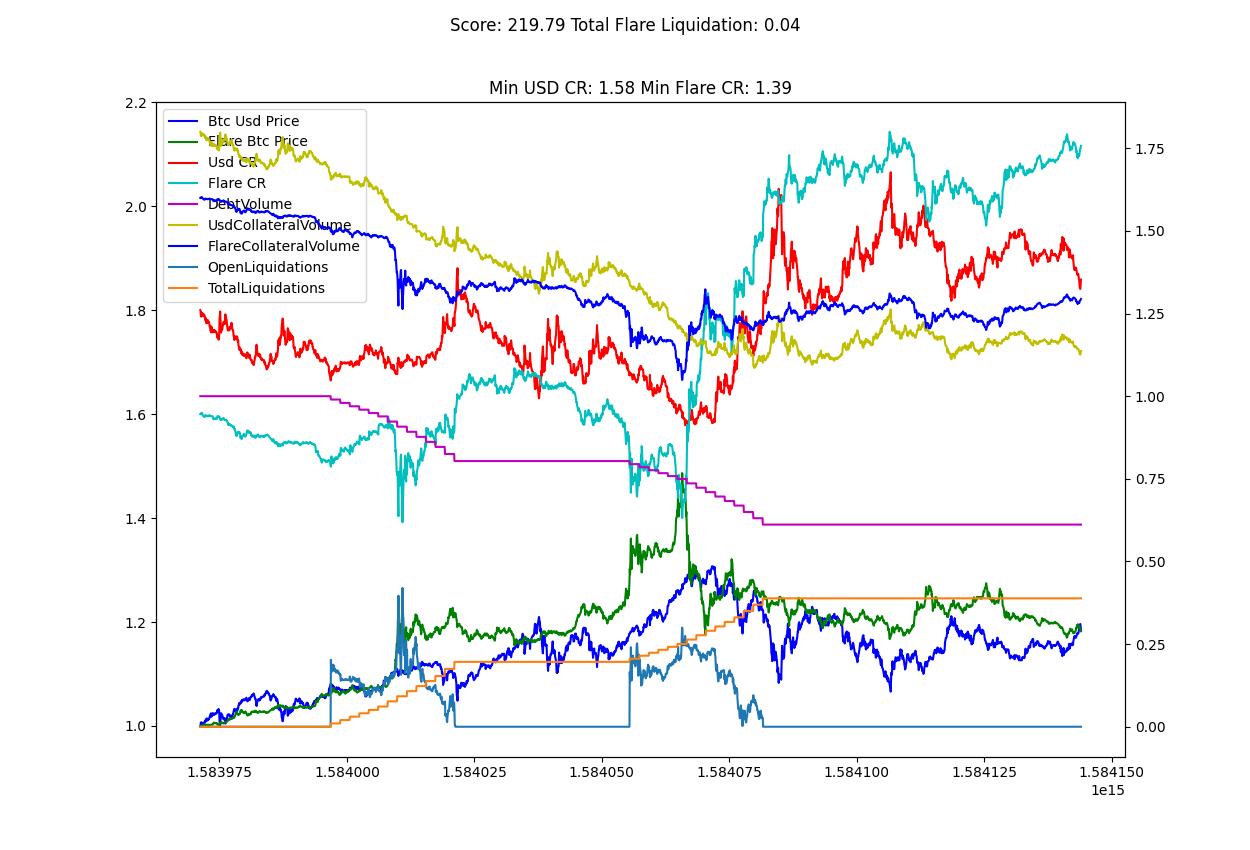 Score: 219.79 Total Flare Liquidation: 0.04
Min USD CR: 1.58 Min Flare CR: 1.39
Btc Usd Price
Flare Btc Price
Usd CR
Flare CR
DebtVolume
UsdCollateralVolume
FlareCollateralVolume
OpenLiquidations
TotalLiquidations
2.2
2.0
1.8
1.6
1.4
1.2
1.0
1.75
1.50
1.25
1.00
0.75
0.50
0.25
0.00
1.583975 1.584000 1.584025 1.584050 1.584075 1.584100 1.584125 1.584150
1e15